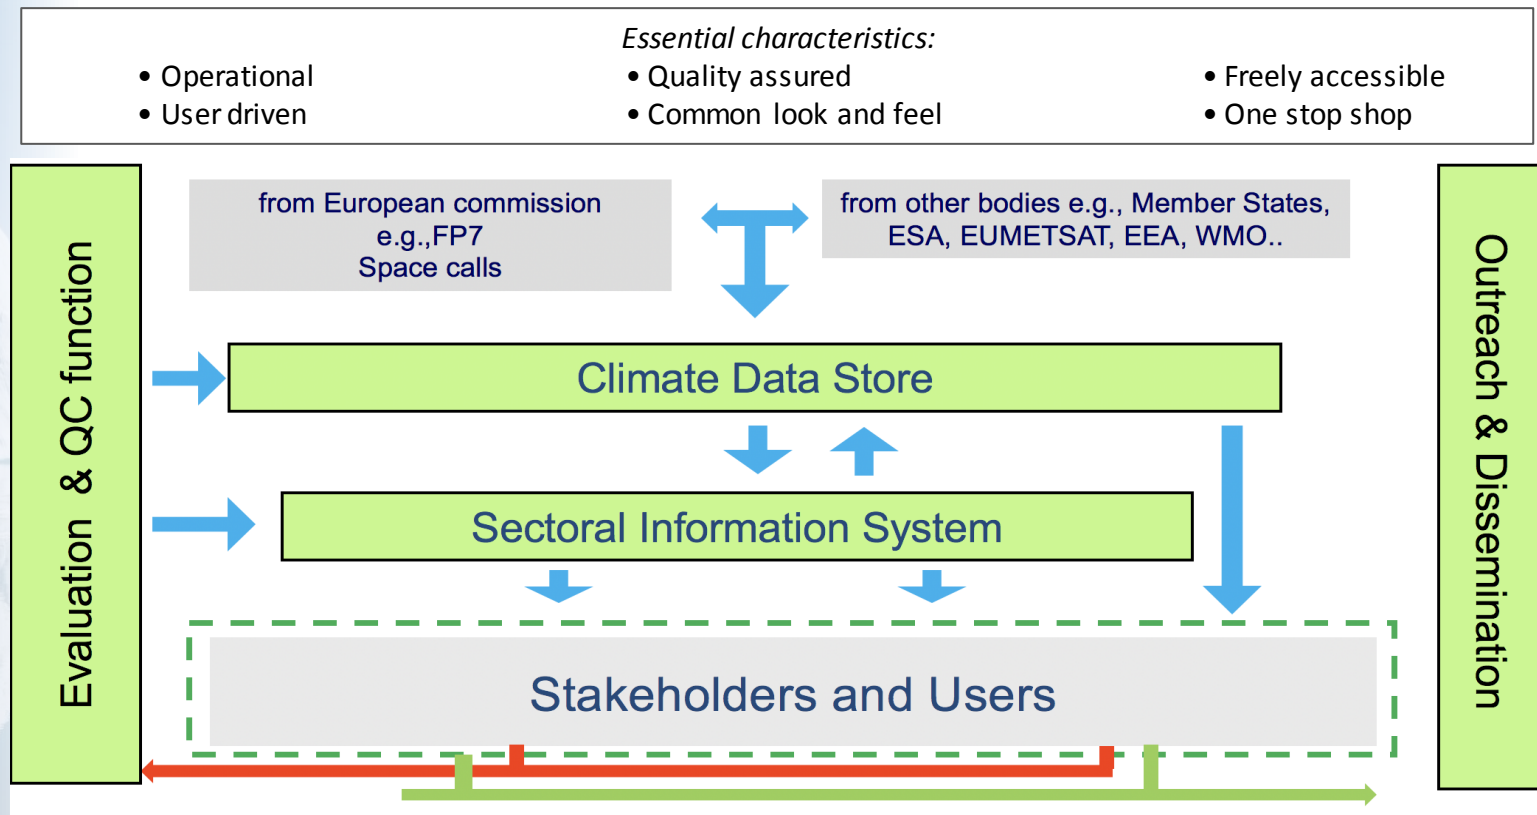 Essential characteristics:
• Operational
• Quality assured
• Freely accessible
• User driven
• Common look and feel
• One stop shop
Evaluation & QC function
from European commission
e.g.,FP7
Space calls
from other bodies e.g., Member States,
ESA, EUMETSAT, EEA, WMO..
Climate Data Store
Sectoral Information System
Stakeholders and Users
Outreach & Dissemination